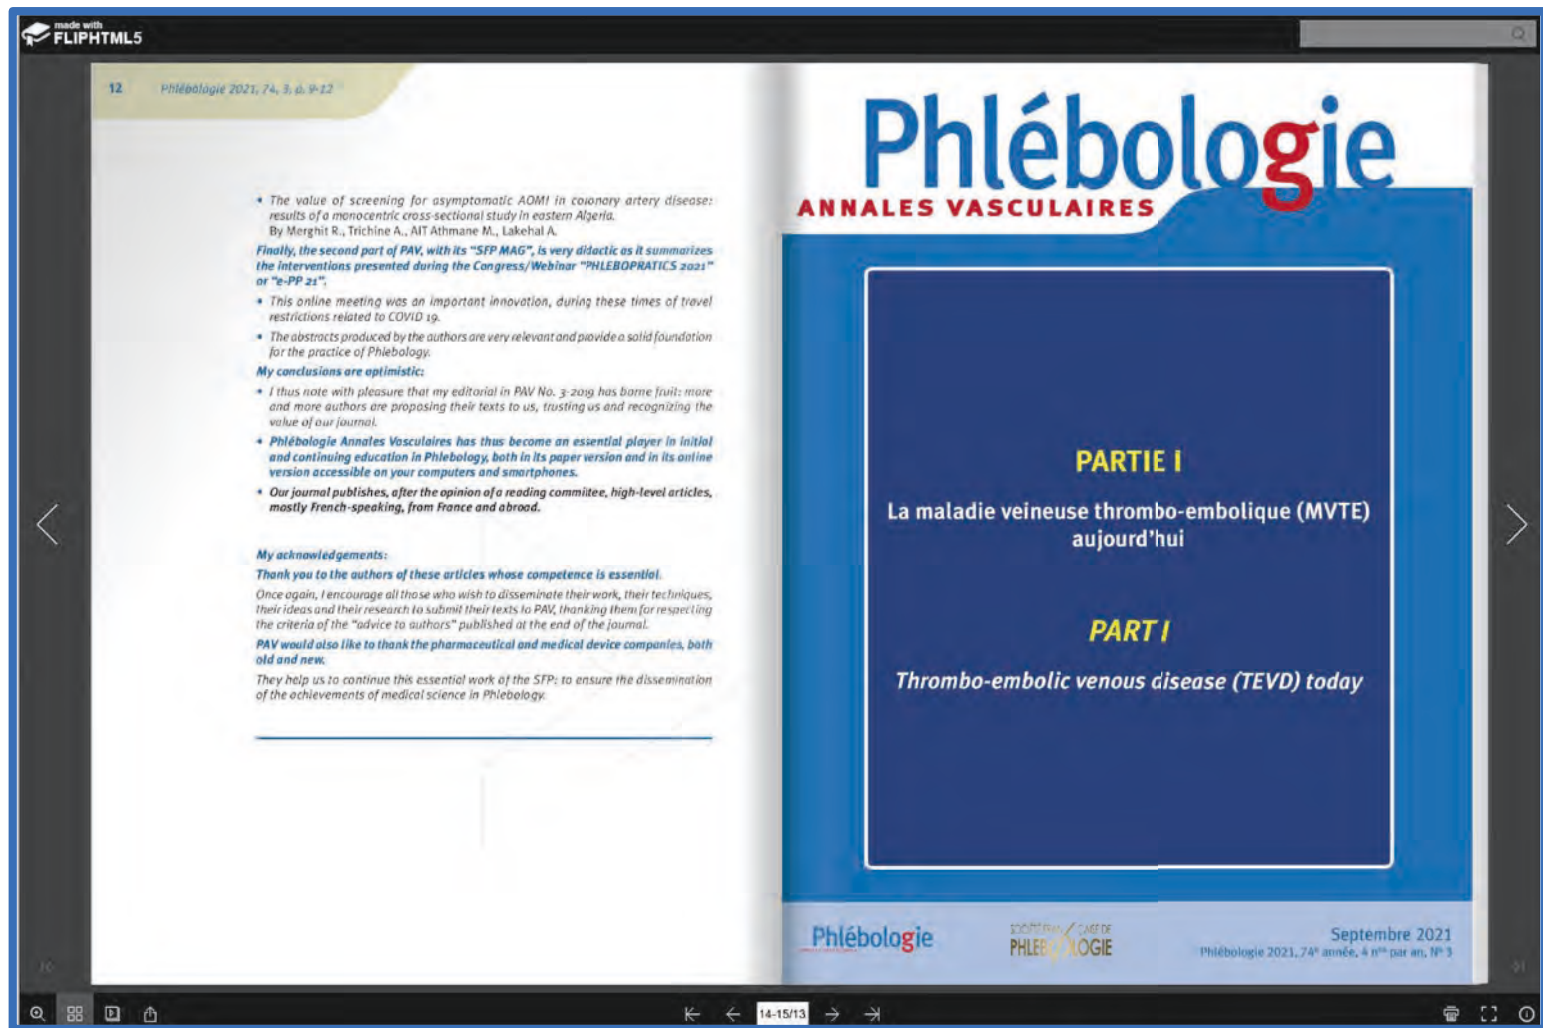 made with
FLIPHTML5
12 Phlébologie 2021, 74, 3, p. 9-12
• The value of screening for asymptomatic AOMI in coionary artery disease:
results of a monocentric cross-sectional study in eastern Algeria.
By Merghit R., Trichine A., AIT Athmane M., Lakehal A.
Finally, the second part of PAV, with its "SFP MAG", is very didactic as it summarizes
the interventions presented during the Congress/Webinar "PHLEBOPRATICS 2021"
or "e-PP 21".
• This online meeting was an important innovation, during these times of travel
restrictions related to COVID 19.
• The abstracts produced by the authors are very relevant and provide a solid foundation
for the practice of Phlebology.
My conclusions are optimistic:
• I thus note with pleasure that my editorial in PAV No. 3-2019 has borne fruit: more
and more authors are proposing their texts to us, trusting us and recognizing the
value of our journal.
• Phlébologie Annales Vasculaires has thus become an essential player in initial
and continuing education in Phlebology, both in its paper version and in its online
version accessible on your computers and smartphones.
• Our journal publishes, after the opinion of a reading commitee, high-level articles,
mostly French-speaking, from France and abroad.
My acknowledgements:
Thank you to the authors of these articles whose competence is essential.
Once again, I encourage all those who wish to disseminate their work, their techniques,
their ideas and their research to submit their texts to PAV, thanking them for respecting
the criteria of the "advice to authors" published at the end of the journal.
PAV would also like to thank the pharmaceutical and medical device companies, both
old and new.
They help us to continue this essential work of the SFP: to ensure the dissemination
of the achievements of medical science in Phlebology.
Phlébologie
ANNALES VASCULAIRES
PARTIE I
La maladie veineuse thrombo-embolique (MVTE)
aujourd'hui
PART I
Thrombo-embolic venous disease (TEVD) today
Phlébologie
PHLEBOLOGIE
Septembre 2021
Phlébologie 2021, 74e année, 4 nos par an, N° 3
14-15/13